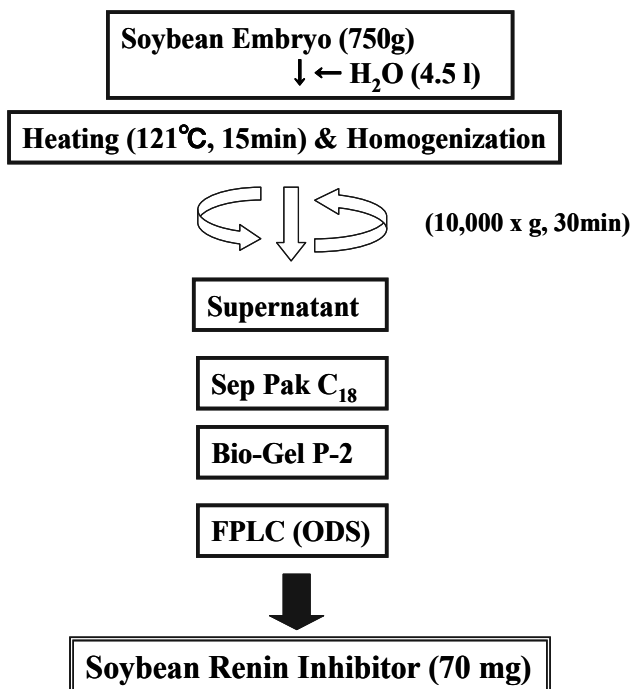 Soybean Embryo (750g)
↓ ← H₂O (4.5 l)
Heating (121℃, 15min) & Homogenization
(10,000 x g, 30min)
Supernatant
Sep Pak C₁₈
Bio-Gel P-2
FPLC (ODS)
Soybean Renin Inhibitor (70 mg)